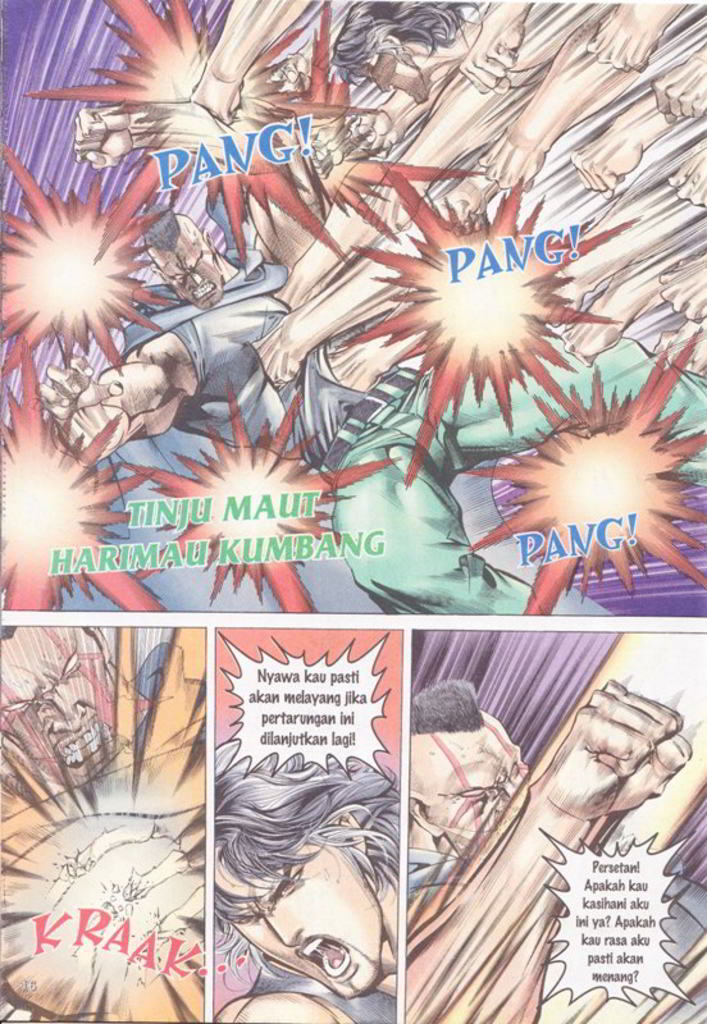 PANG!
PANG!
TINJU MAUT
HARIMAU KUMBANG
PANG!
KRAAK...
Nyawa kau pasti
akan melayang jika
pertarungan ini
dilanjutkan lagi!
Persetan!
Apakah kau
kasihani aku
ini ya? Apakah
kau rasa aku
pasti akan
menang?
16